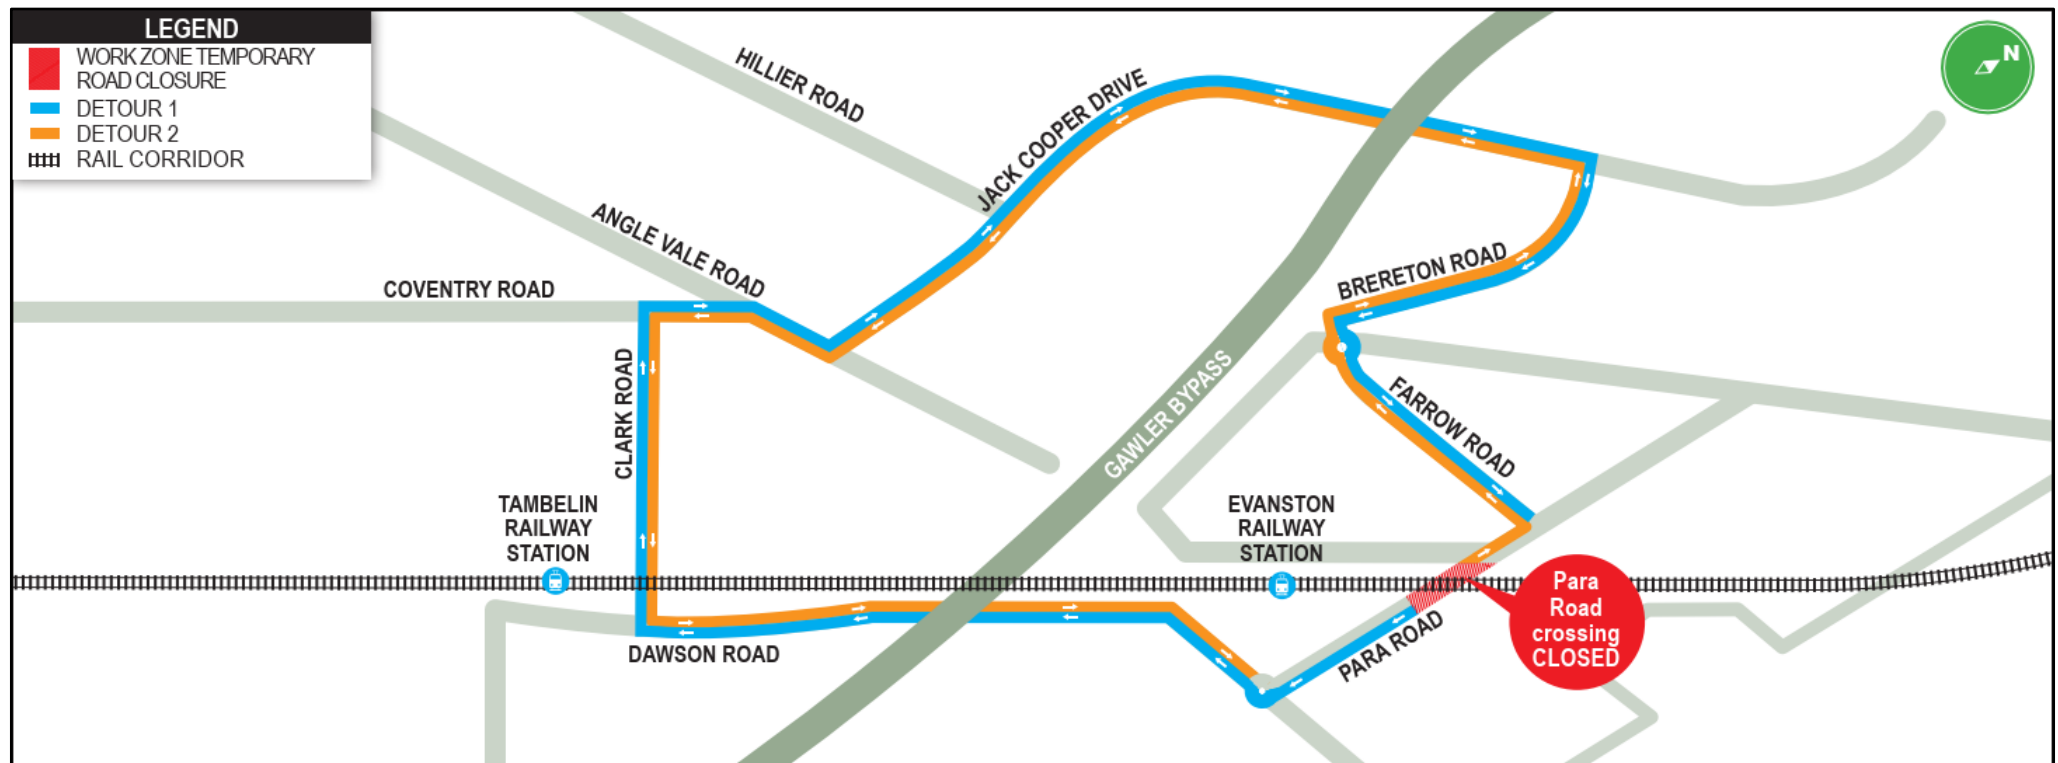 LEGEND
WORK ZONE TEMPORARY
ROAD CLOSURE
DETOUR 1
DETOUR 2
RAIL CORRIDOR
N
HILLIER ROAD
JACK COOPER DRIVE
ANGLE VALE ROAD
COVENTRY ROAD
BRERETON ROAD
CLARK ROAD
GAWLER BYPASS
FARROW ROAD
TAMBELIN
RAILWAY
STATION
EVANSTON
RAILWAY
STATION
Para
Road
crossing
CLOSED
PARA ROAD
DAWSON ROAD